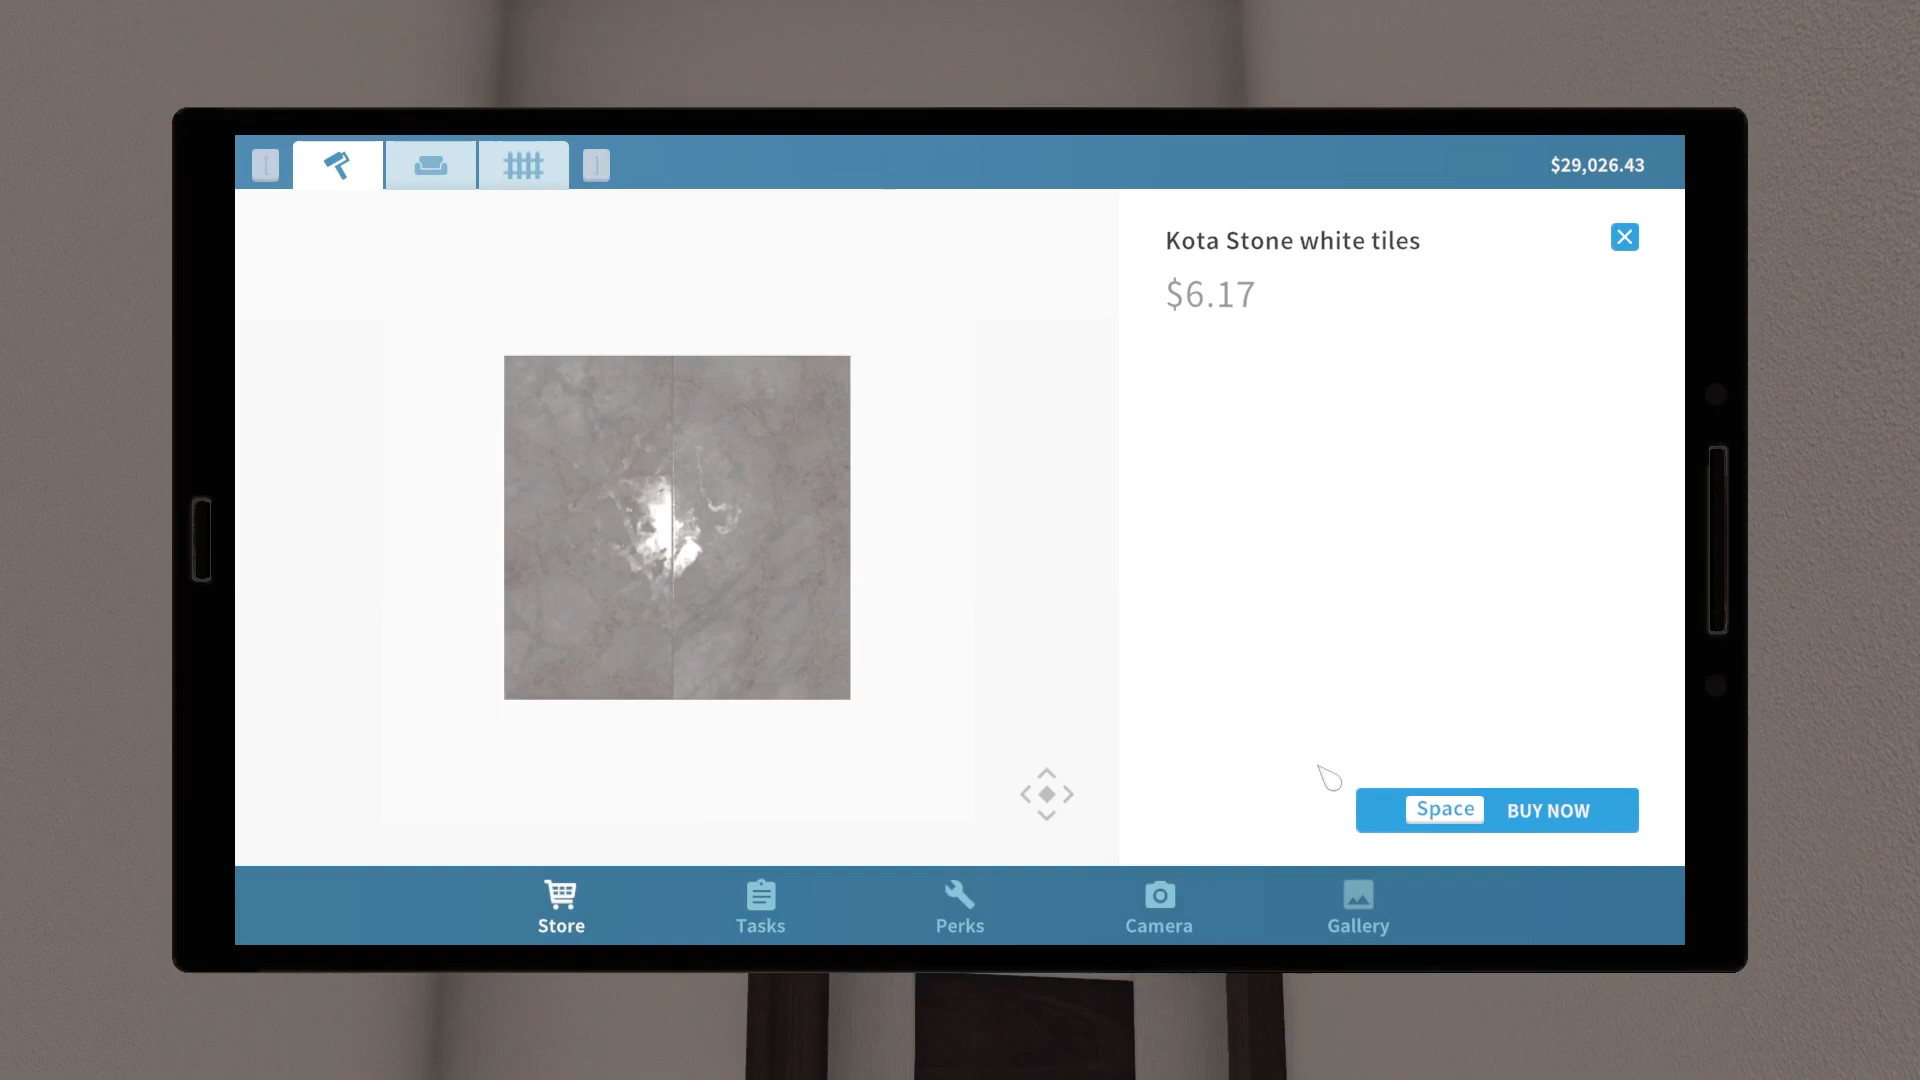 [
]
$29,026.43
Kota Stone white tiles
$6.17
Space BUY NOW
Store Tasks Perks Camera Gallery